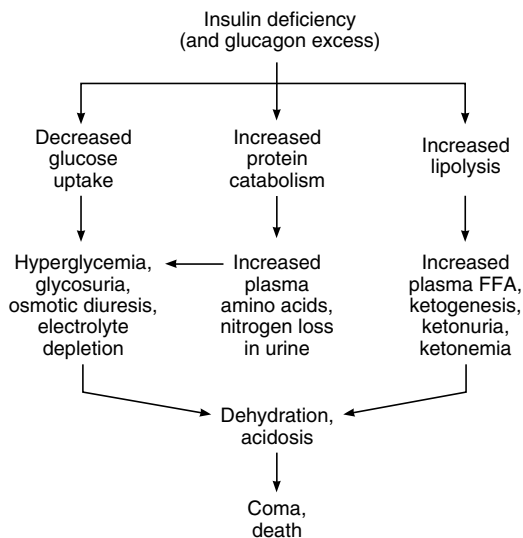 Insulin deficiency
(and glucagon excess)
Decreased
glucose
uptake
Increased
protein
catabolism
Increased
lipolysis
Hyperglycemia,
glycosuria,
osmotic diuresis,
electrolyte
depletion
Increased
plasma
amino acids,
nitrogen loss
in urine
Increased
plasma FFA,
ketogenesis,
ketonuria,
ketonemia
Dehydration,
acidosis
Coma,
death